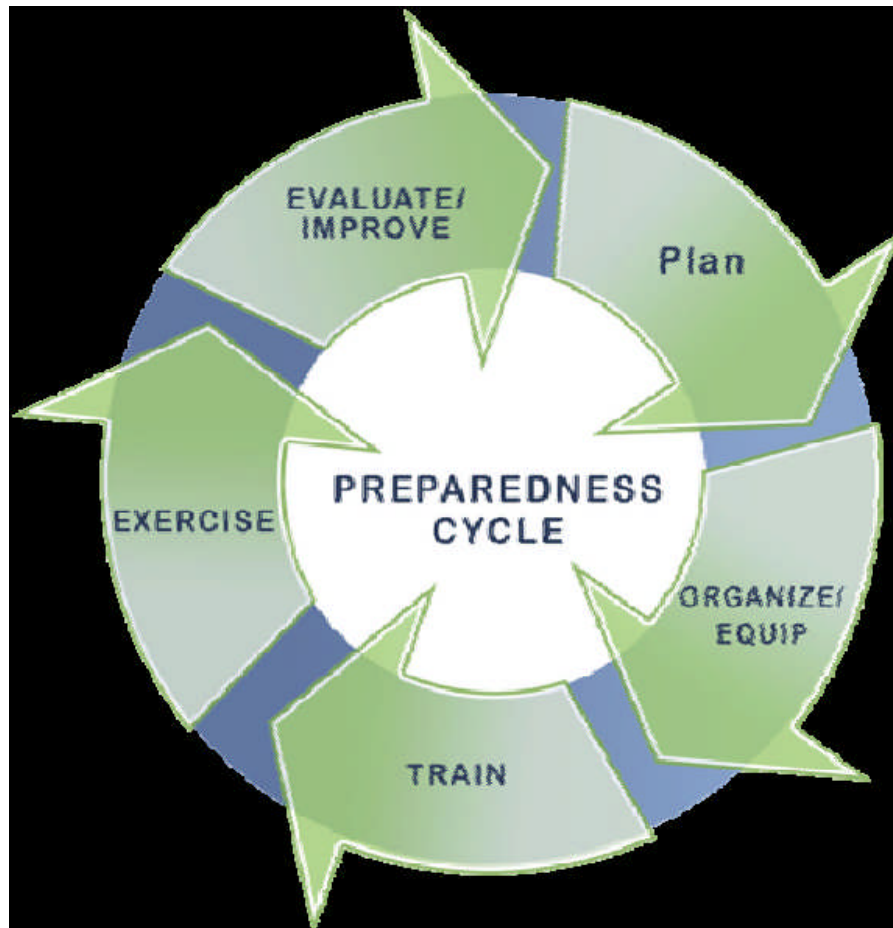 EVALUATE/
IMPROVE
Plan
PREPAREDNESS
CYCLE
EXERCISE
ORGANIZE/
EQUIP
TRAIN